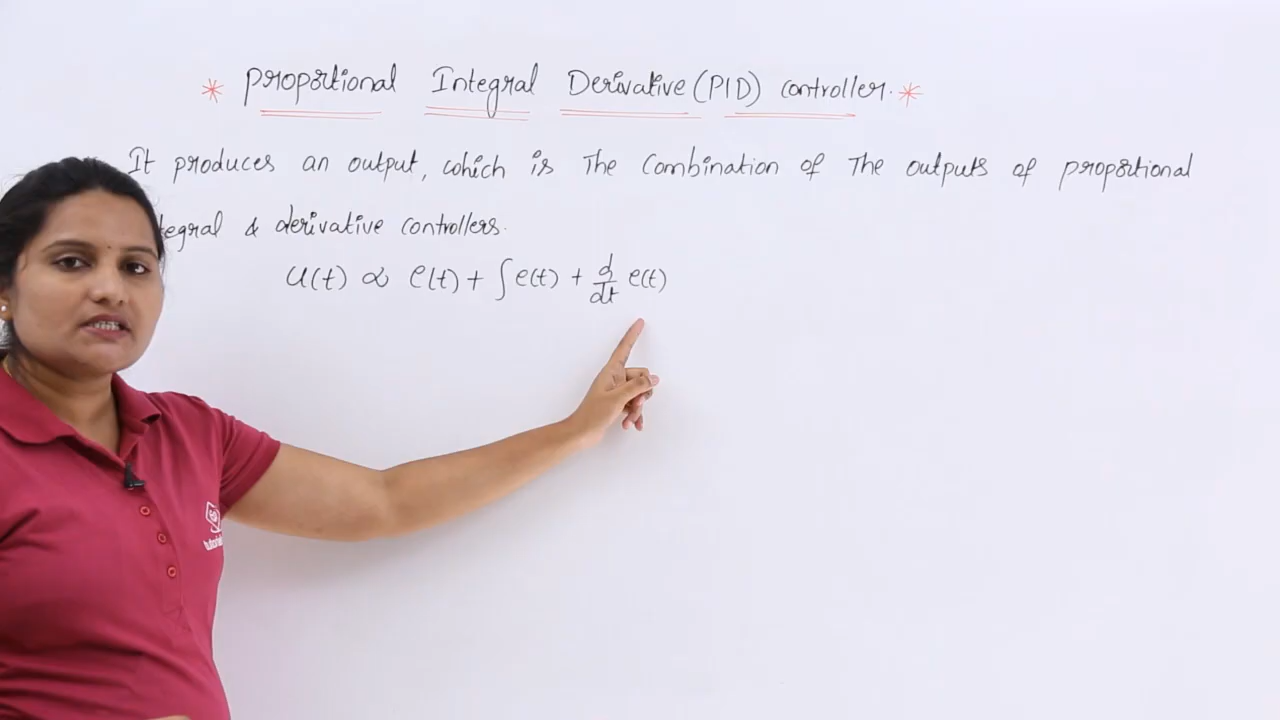 * Proportional Integral Derivative (PID) controller. *
It produces an output, which is The Combination of The outputs of proportional
tegral & derivative controllers.
u(t) ∝ e(t) + ∫e(t) + d/dt e(t)